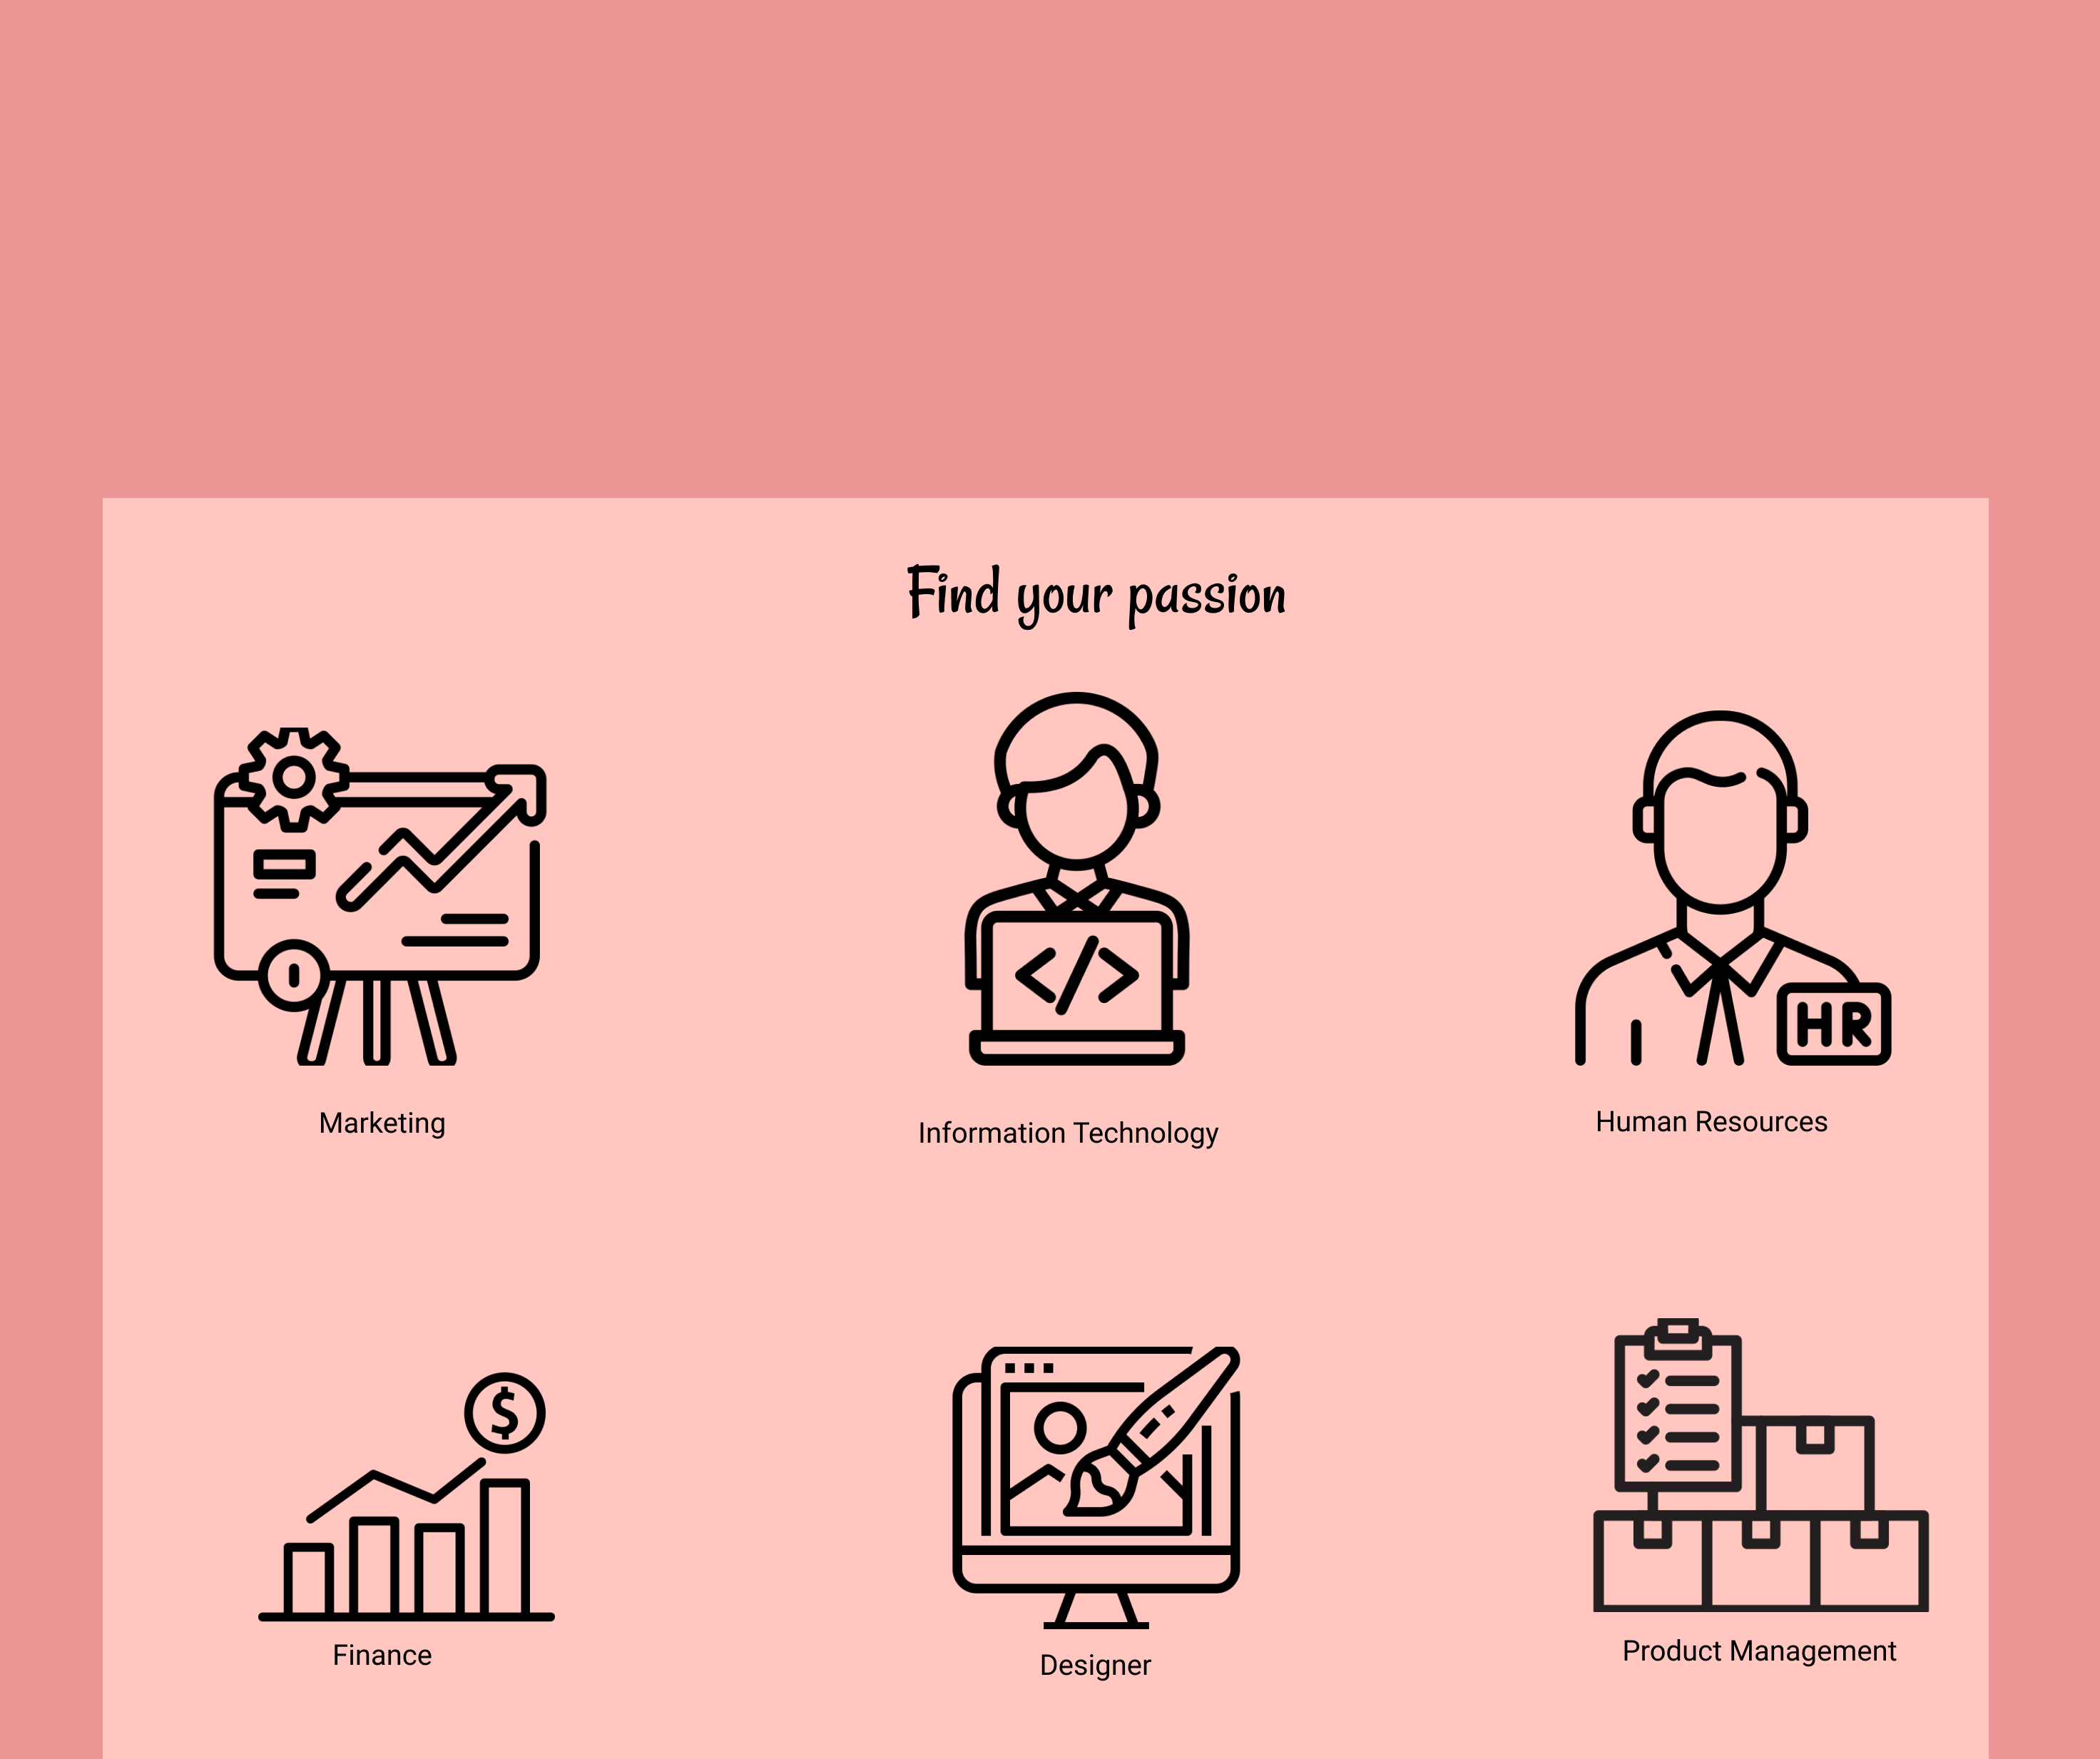 Find your passion
HR
Marketing
Information Technology
Human Resources
$
Finance
Designer
Product Management